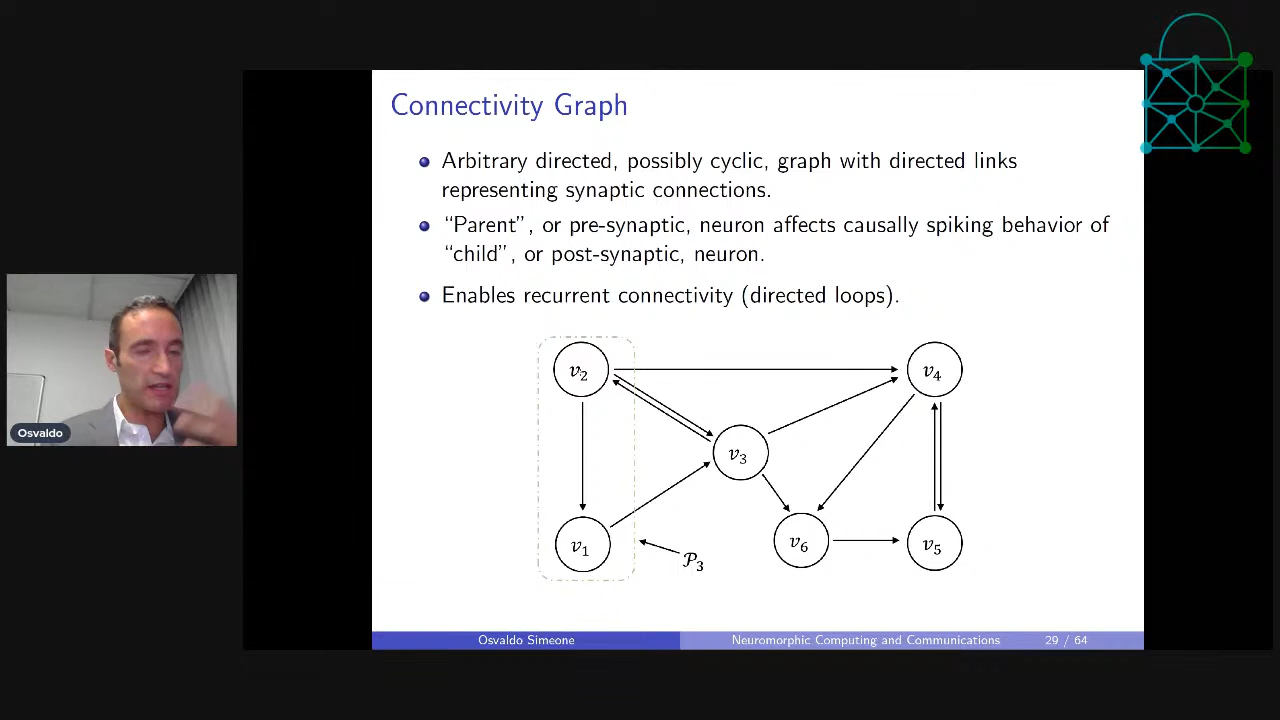 Connectivity Graph
Arbitrary directed, possibly cyclic, graph with directed links
representing synaptic connections.
“Parent”, or pre-synaptic, neuron affects causally spiking behavior of
“child”, or post-synaptic, neuron.
Enables recurrent connectivity (directed loops).
v₂
v₄
v₃
v₁
v₆
v₅
𝒫₃
Osvaldo
Osvaldo Simeone
Neuromorphic Computing and Communications
29 / 64